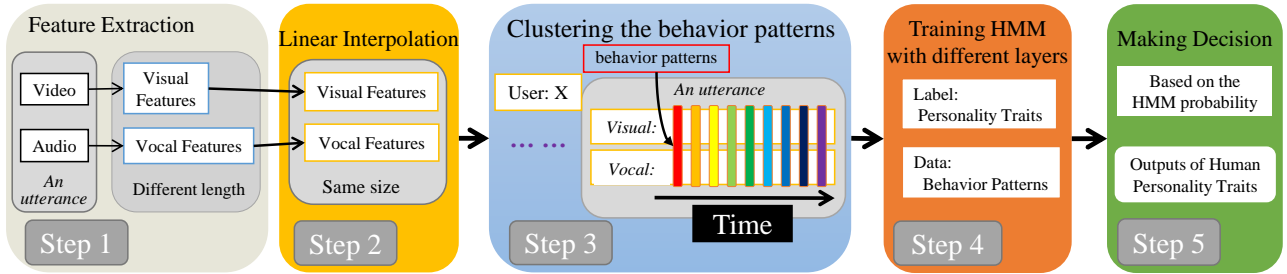 Feature Extraction
Video
Visual
Features
Audio
Vocal Features
An
utterance
Different length
Step 1
Linear Interpolation
Visual Features
Vocal Features
Same size
Step 2
Clustering the behavior patterns
behavior patterns
User: X
... ...
An utterance
Visual:
Vocal:
Time
Step 3
Training HMM
with different layers
Label:
Personality Traits
Data:
Behavior Patterns
Step 4
Making Decision
Based on the
HMM probability
Outputs of Human
Personality Traits
Step 5